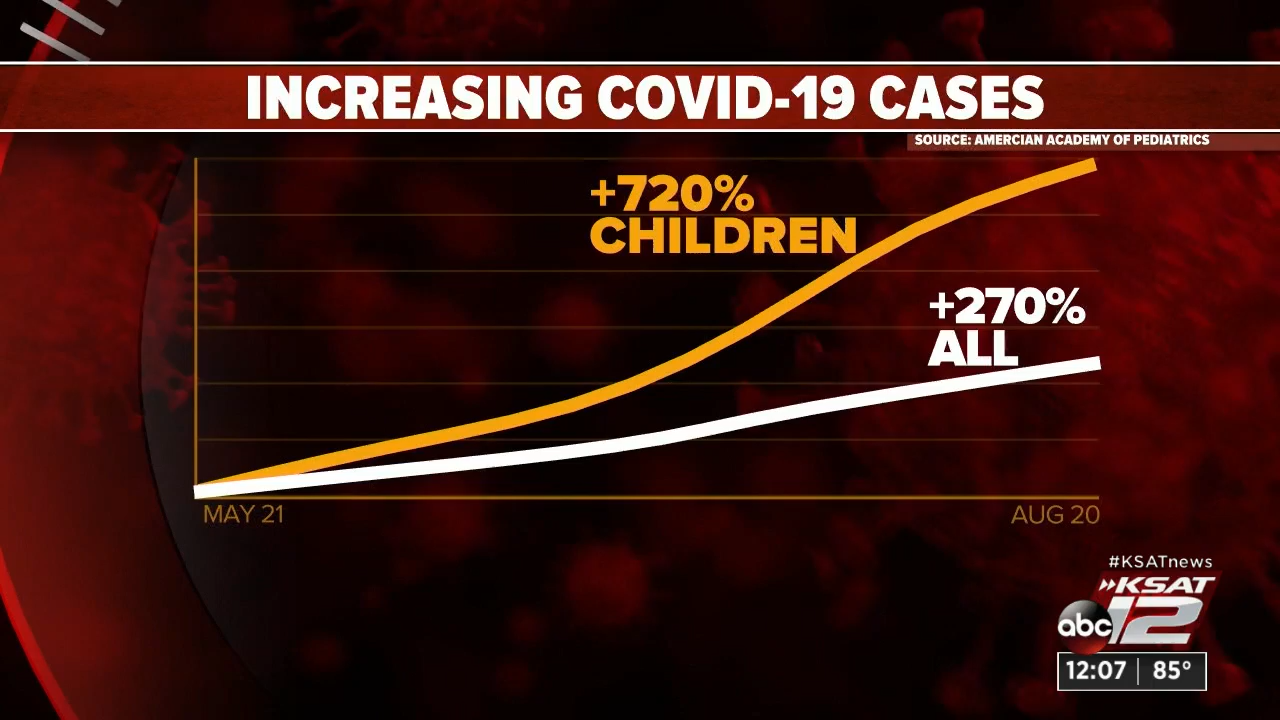 INCREASING COVID-19 CASES
SOURCE: AMERCIAN ACADEMY OF PEDIATRICS
+720%
CHILDREN
+270%
ALL
MAY 21
AUG 20
#KSATnews
KSAT
abc 12
12:07 85°